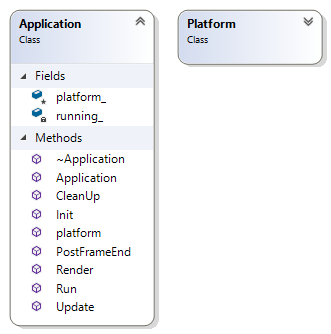 Application
Class
Fields
platform_
running_
Methods
~Application
Application
CleanUp
Init
platform
PostFrameEnd
Render
Run
Update
Platform
Class